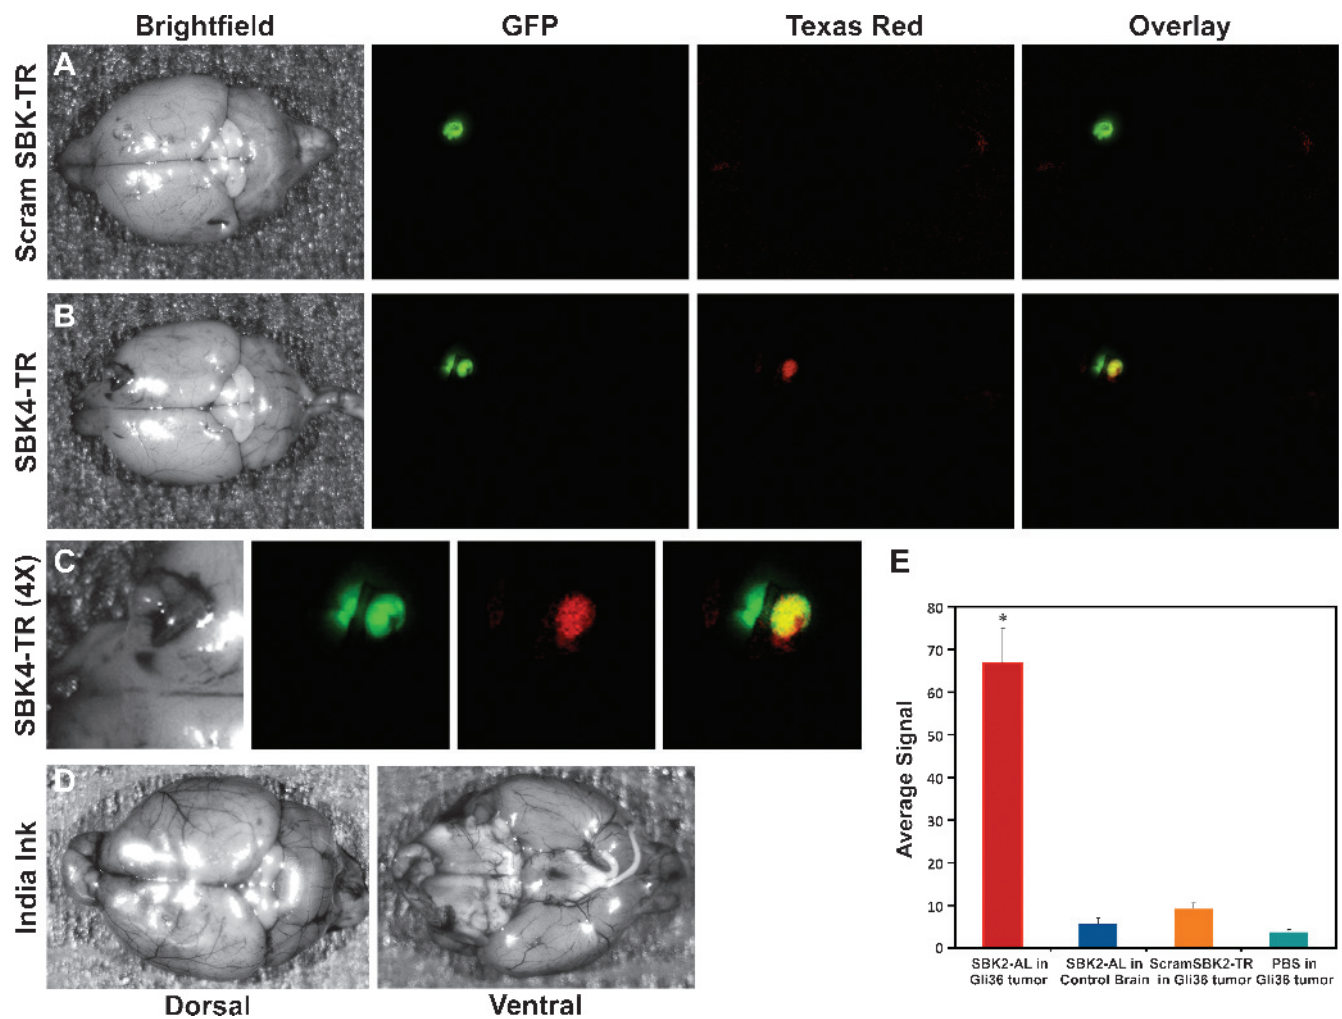 Brightfield GFP Texas Red Overlay
Scram SBK-TR
A
SBK4-TR
B
SBK4-TR (4X)
C
India Ink
D
Dorsal Ventral
E
Average Signal
80
70
60
50
40
30
20
10
0
*
SBK2-AL in
Gli36 tumor
SBK2-AL in
Control Brain
ScramSBK2-TR
in Gli36 tumor
PBS in
Gli36 tumor